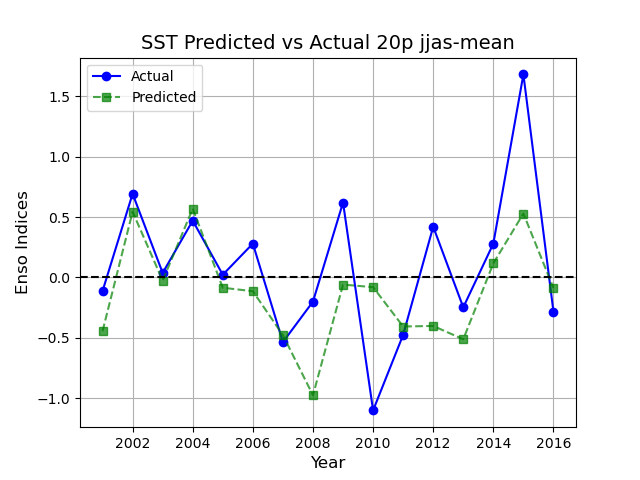 SST Predicted vs Actual 20p jjas-mean
Actual
Predicted
Enso Indices
1.5
1.0
0.5
0.0
−0.5
−1.0
2002 2004 2006 2008 2010 2012 2014 2016
Year